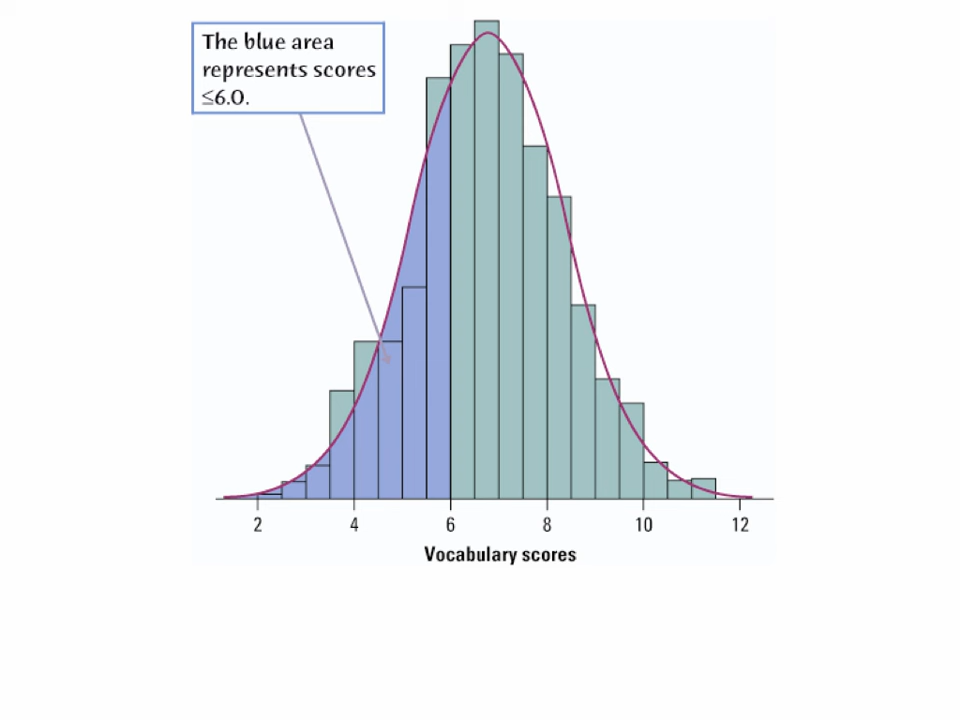 The blue area
represents scores
≤6.0.
2 4 6 8 10 12
Vocabulary scores